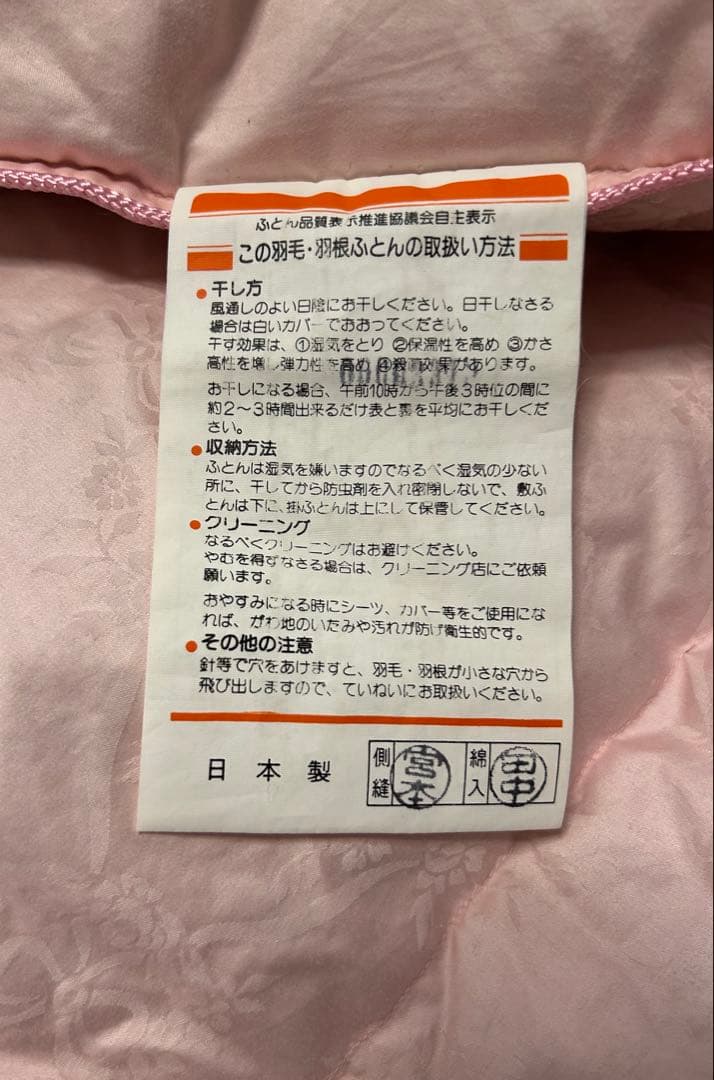 ふとん品質表示推進協議会自主表示
この羽毛・羽根ふとんの取扱い方法
●干し方
風通しのよい日陰にお干しください。日干しなさる
場合は白いカバーでおおってください。
干す効果は、①湿気をとり ②保温性を高め ③かさ
高性を増し弾力性を高め ④殺菌効果があります。
お干しになる場合、午前10時から午後3時位の間に
約2〜3時間出来るだけ表と裏を平均にお干しくだ
さい。
●収納方法
ふとんは湿気を嫌いますのでなるべく湿気の少ない
所に、干してから防虫剤を入れ密閉しないで、敷ふ
とんは下に、掛ふとんは上にして保管してください。
●クリーニング
なるべくクリーニングはお避けください。
やむを得ずなさる場合は、クリーニング店にご依頼
願います。
おやすみになる時にシーツ、カバー等をご使用にな
れば、がわ地のいたみや汚れが防げ衛生的です。
●その他の注意
針等で穴をあけますと、羽毛・羽根が小さな穴から
飛び出しますので、ていねいにお取扱いください。
日本製 側縫 宮本 綿入 田中